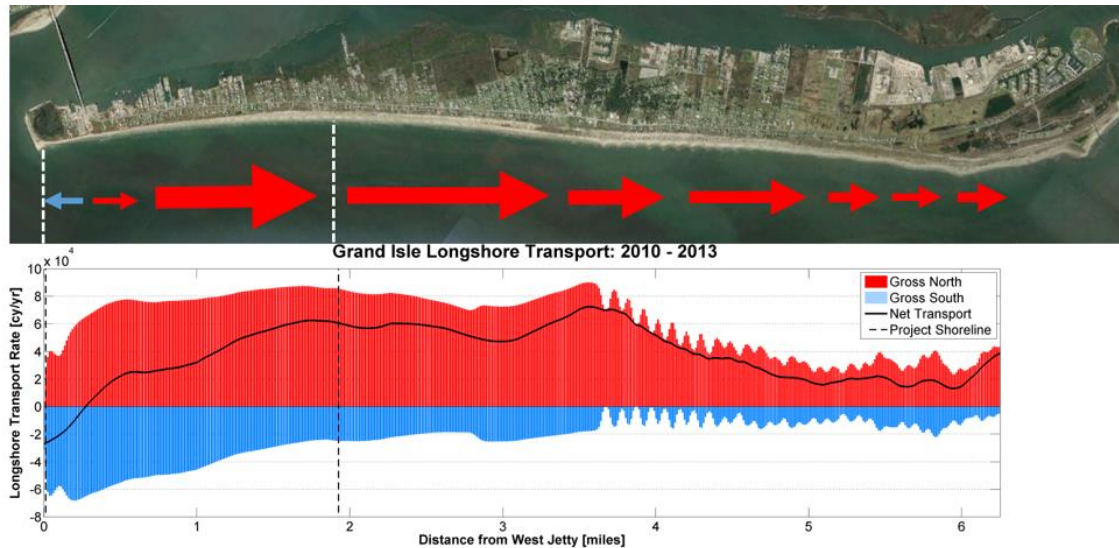 Grand Isle Longshore Transport: 2010 - 2013
x 10^4
Longshore Transport Rate [cy/yr]
10
8
6
4
2
0
-2
-4
-6
-8
Gross North
Gross South
Net Transport
Project Shoreline
0 1 2 3 4 5 6
Distance from West Jetty [miles]